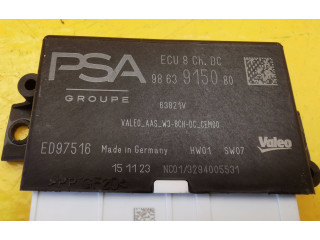 PSA
GROUPE
ECU 8 Ch. DC
98 63 9150 80
63821V
VALEO_AAS_W3-8CH-DC_CEM00
ED97516
Made in Germany
HW01 SW07
Valeo
15 11 23
NC01/3294005531